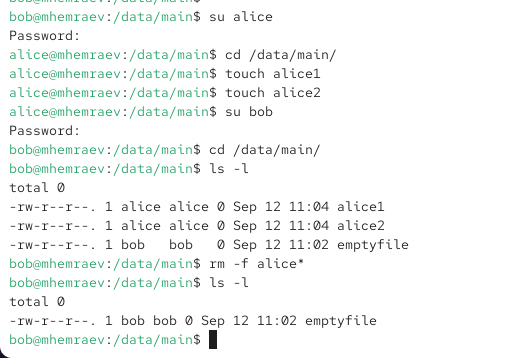 bob@mhemraev:/data/main$ su alice
Password:
alice@mhemraev:/data/main$ cd /data/main/
alice@mhemraev:/data/main$ touch alice1
alice@mhemraev:/data/main$ touch alice2
alice@mhemraev:/data/main$ su bob
Password:
bob@mhemraev:/data/main$ cd /data/main/
bob@mhemraev:/data/main$ ls -l
total 0
-rw-r--r--. 1 alice alice 0 Sep 12 11:04 alice1
-rw-r--r--. 1 alice alice 0 Sep 12 11:04 alice2
-rw-r--r--. 1 bob   bob   0 Sep 12 11:02 emptyfile
bob@mhemraev:/data/main$ rm -f alice*
bob@mhemraev:/data/main$ ls -l
total 0
-rw-r--r--. 1 bob bob 0 Sep 12 11:02 emptyfile
bob@mhemraev:/data/main$